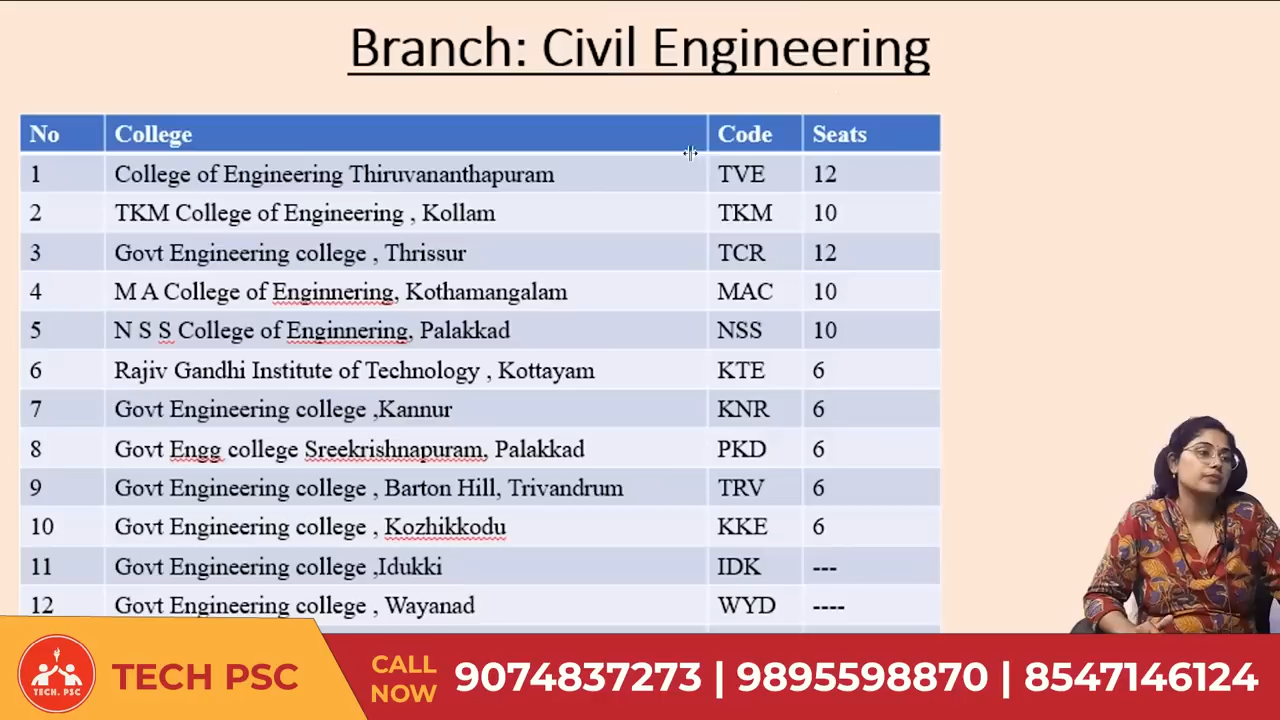 Branch: Civil Engineering
No College Code Seats
1 College of Engineering Thiruvananthapuram TVE 12
2 TKM College of Engineering , Kollam TKM 10
3 Govt Engineering college , Thrissur TCR 12
4 M A College of Enginnering, Kothamangalam MAC 10
5 N S S College of Enginnering, Palakkad NSS 10
6 Rajiv Gandhi Institute of Technology , Kottayam KTE 6
7 Govt Engineering college ,Kannur KNR 6
8 Govt Engg college Sreekrishnapuram, Palakkad PKD 6
9 Govt Engineering college , Barton Hill, Trivandrum TRV 6
10 Govt Engineering college , Kozhikkodu KKE 6
11 Govt Engineering college ,Idukki IDK ---
12 Govt Engineering college , Wayanad WYD ----
TECH. PSC
TECH PSC
CALL NOW
9074837273 | 9895598870 | 8547146124